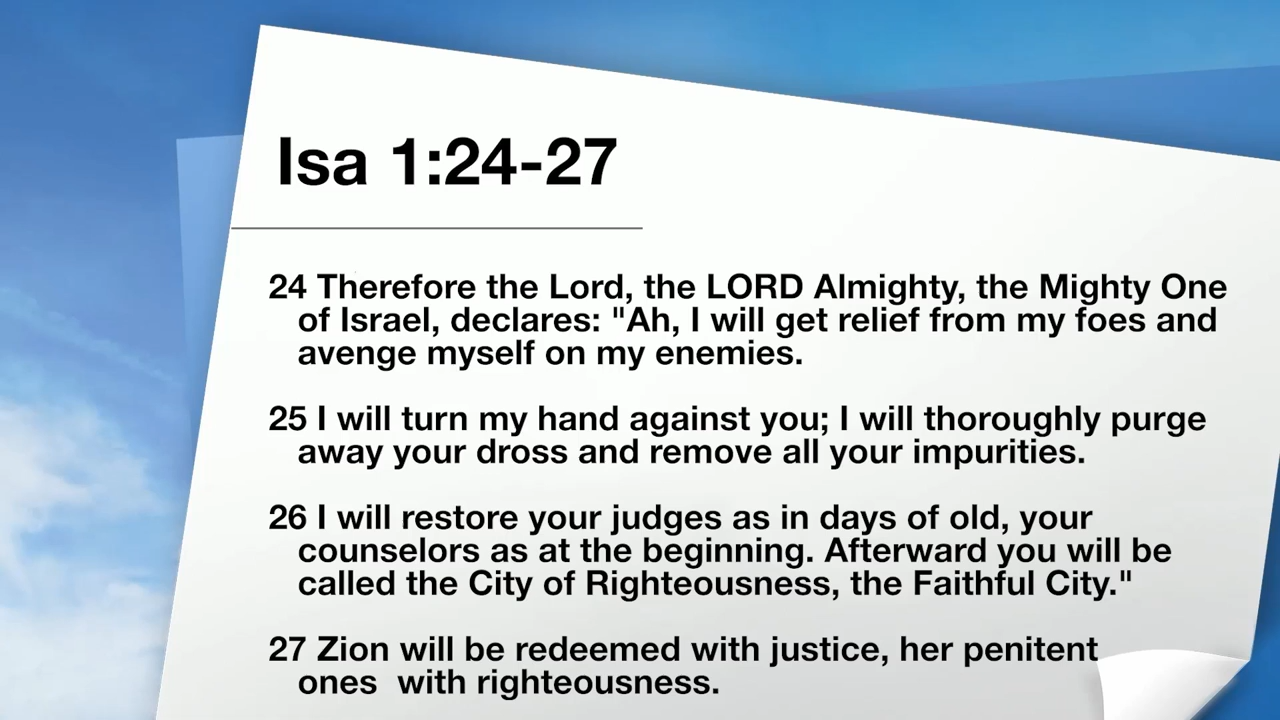 Isa 1:24-27
24 Therefore the Lord, the LORD Almighty, the Mighty One
of Israel, declares: "Ah, I will get relief from my foes and
avenge myself on my enemies.
25 I will turn my hand against you; I will thoroughly purge
away your dross and remove all your impurities.
26 I will restore your judges as in days of old, your
counselors as at the beginning. Afterward you will be
called the City of Righteousness, the Faithful City."
27 Zion will be redeemed with justice, her penitent
ones  with righteousness.